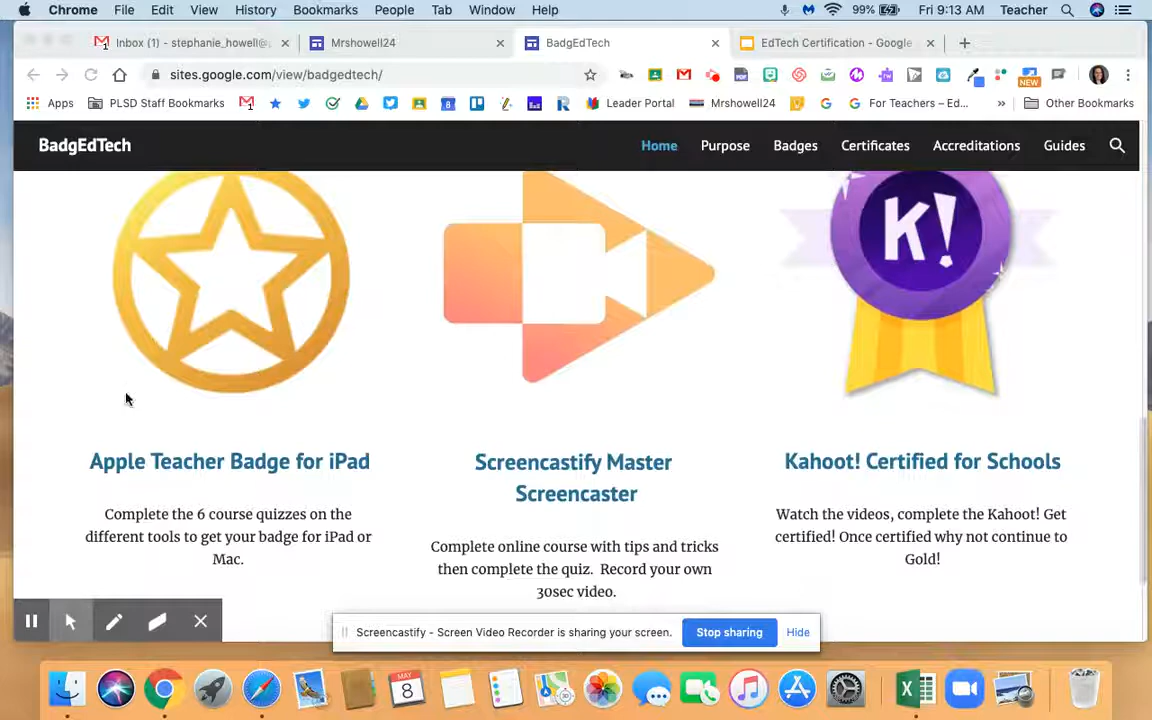 Chrome File Edit View History Bookmarks People Tab Window Help 99% Fri 9:13 AM Teacher
Inbox (1) - stephanie_howell@ Mrshowell24 BadgEdTech EdTech Certification - Google
sites.google.com/view/badgedtech/ NEW
Apps PLSD Staff Bookmarks Leader Portal Mrshowell24 For Teachers – Ed... » Other Bookmarks
BadgEdTech Home Purpose Badges Certificates Accreditations Guides
K!
Apple Teacher Badge for iPad
Complete the 6 course quizzes on the
different tools to get your badge for iPad or
Mac.
Screencastify Master
Screencaster
Complete online course with tips and tricks
then complete the quiz. Record your own
30sec video.
Kahoot! Certified for Schools
Watch the videos, complete the Kahoot! Get
certified! Once certified why not continue to
Gold!
Screencastify - Screen Video Recorder is sharing your screen. Stop sharing Hide
MAY
8